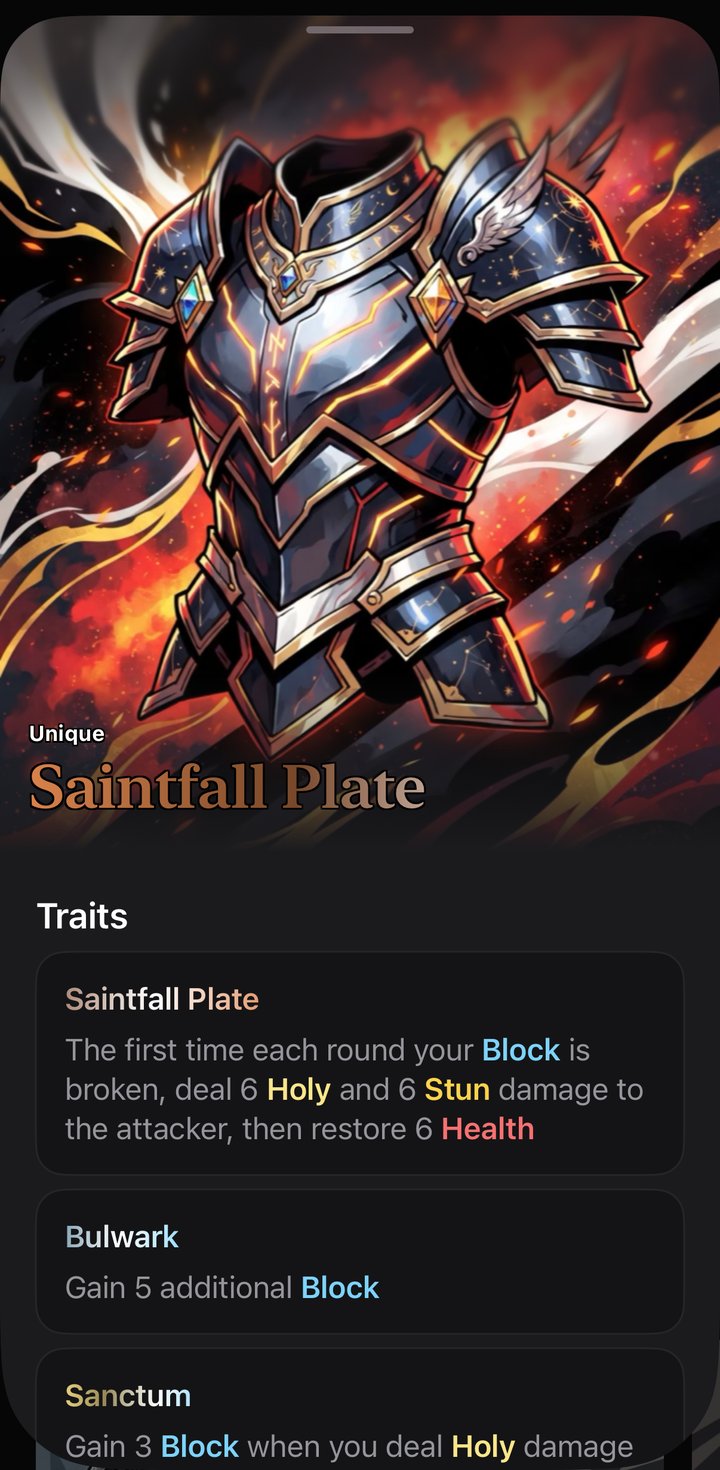 Unique
Saintfall Plate
Traits
Saintfall Plate
The first time each round your Block is
broken, deal 6 Holy and 6 Stun damage to
the attacker, then restore 6 Health
Bulwark
Gain 5 additional Block
Sanctum
Gain 3 Block when you deal Holy damage